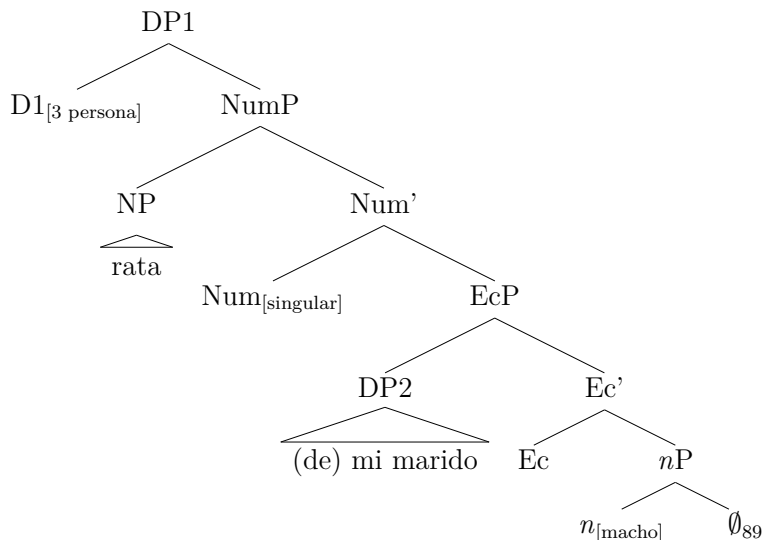 DP1
D1[3 persona] NumP
NP Num'
rata
Num[singular] EcP
DP2 Ec'
(de) mi marido Ec nP
n[macho] ∅89